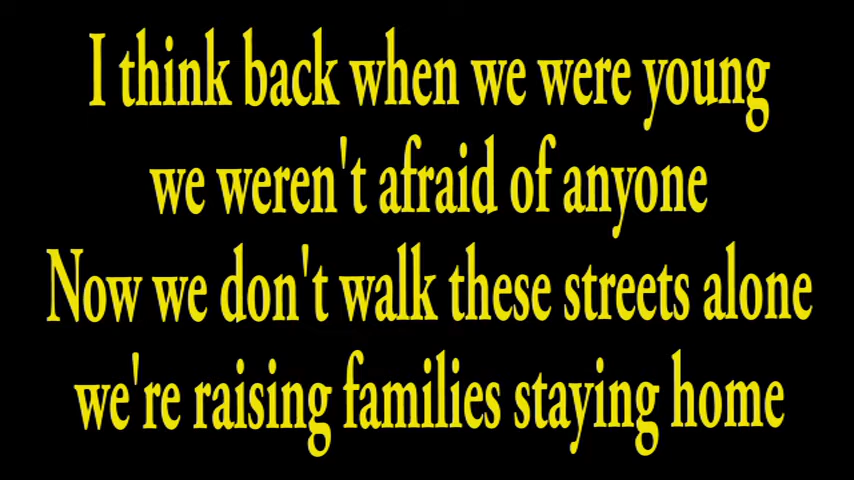 I think back when we were young
we weren't afraid of anyone
Now we don't walk these streets alone
we're raising families staying home